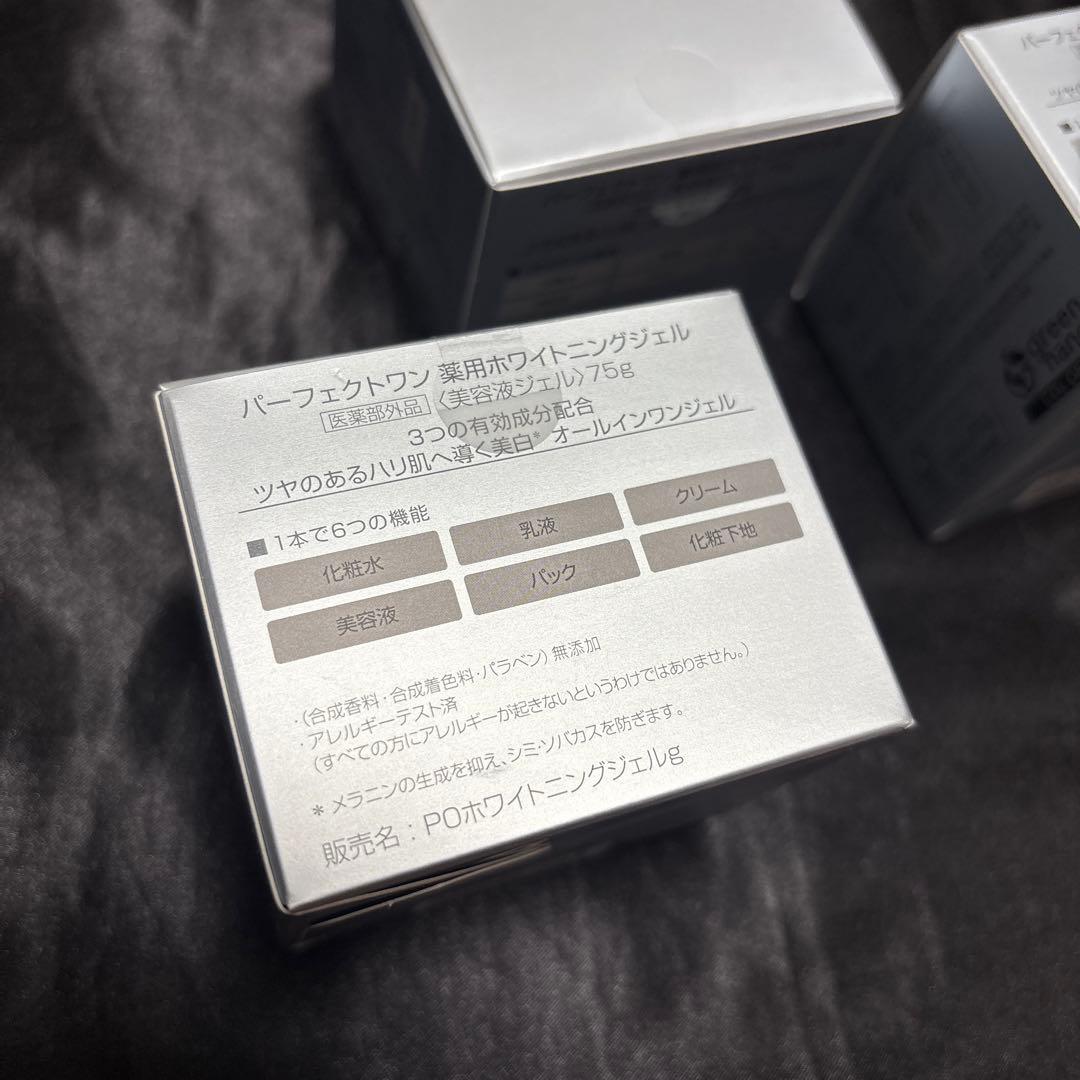 パーフェクトワン 薬用ホワイトニングジェル
医薬部外品 〈美容液ジェル〉75g
3つの有効成分配合
ツヤのあるハリ肌へ導く美白* オールインワンジェル
■1本で6つの機能
化粧水 乳液 クリーム
美容液 パック 化粧下地
・(合成香料・合成着色料・パラベン)無添加
・アレルギーテスト済
(すべての方にアレルギーが起きないというわけではありません。)
* メラニンの生成を抑え、シミ・ソバカスを防ぎます。
販売名:POホワイトニングジェルg
パーフェ
ツヤの
■1
green